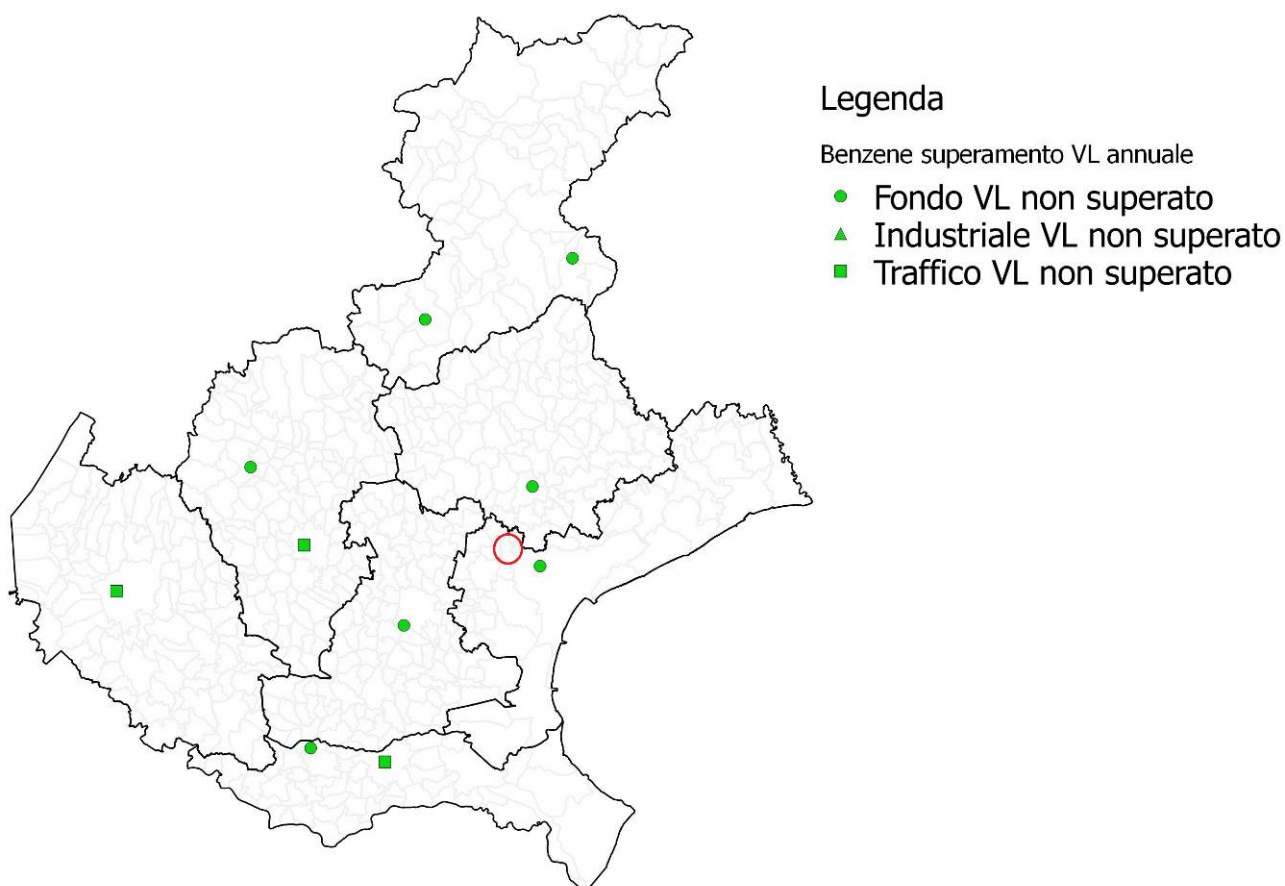 Legenda
Benzene superamento VL annuale
Fondo VL non superato
Industriale VL non superato
Traffico VL non superato